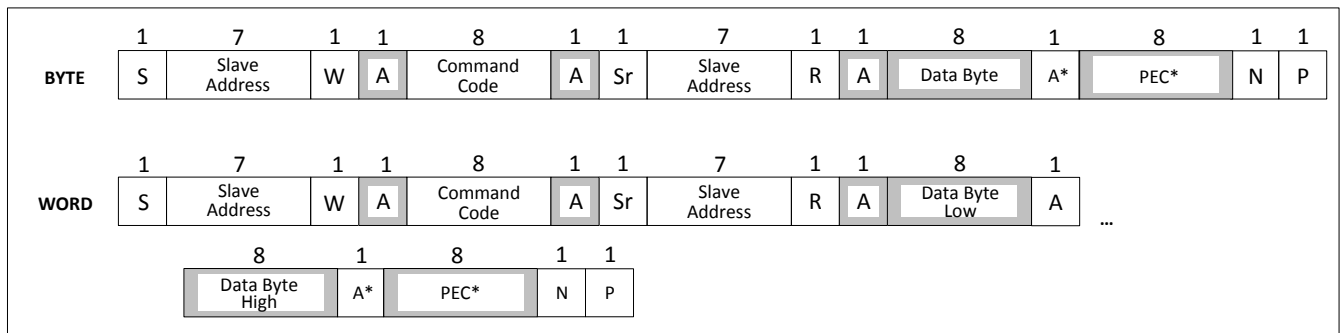 1 7 1 1 8 1 1 7 1 1 8 1 8 1 1
BYTE S Slave Address W A Command Code A Sr Slave Address R A Data Byte A* PEC* N P
1 7 1 1 8 1 1 7 1 1 8 1
WORD S Slave Address W A Command Code A Sr Slave Address R A Data Byte Low A ...
8 1 8 1 1
Data Byte High A* PEC* N P